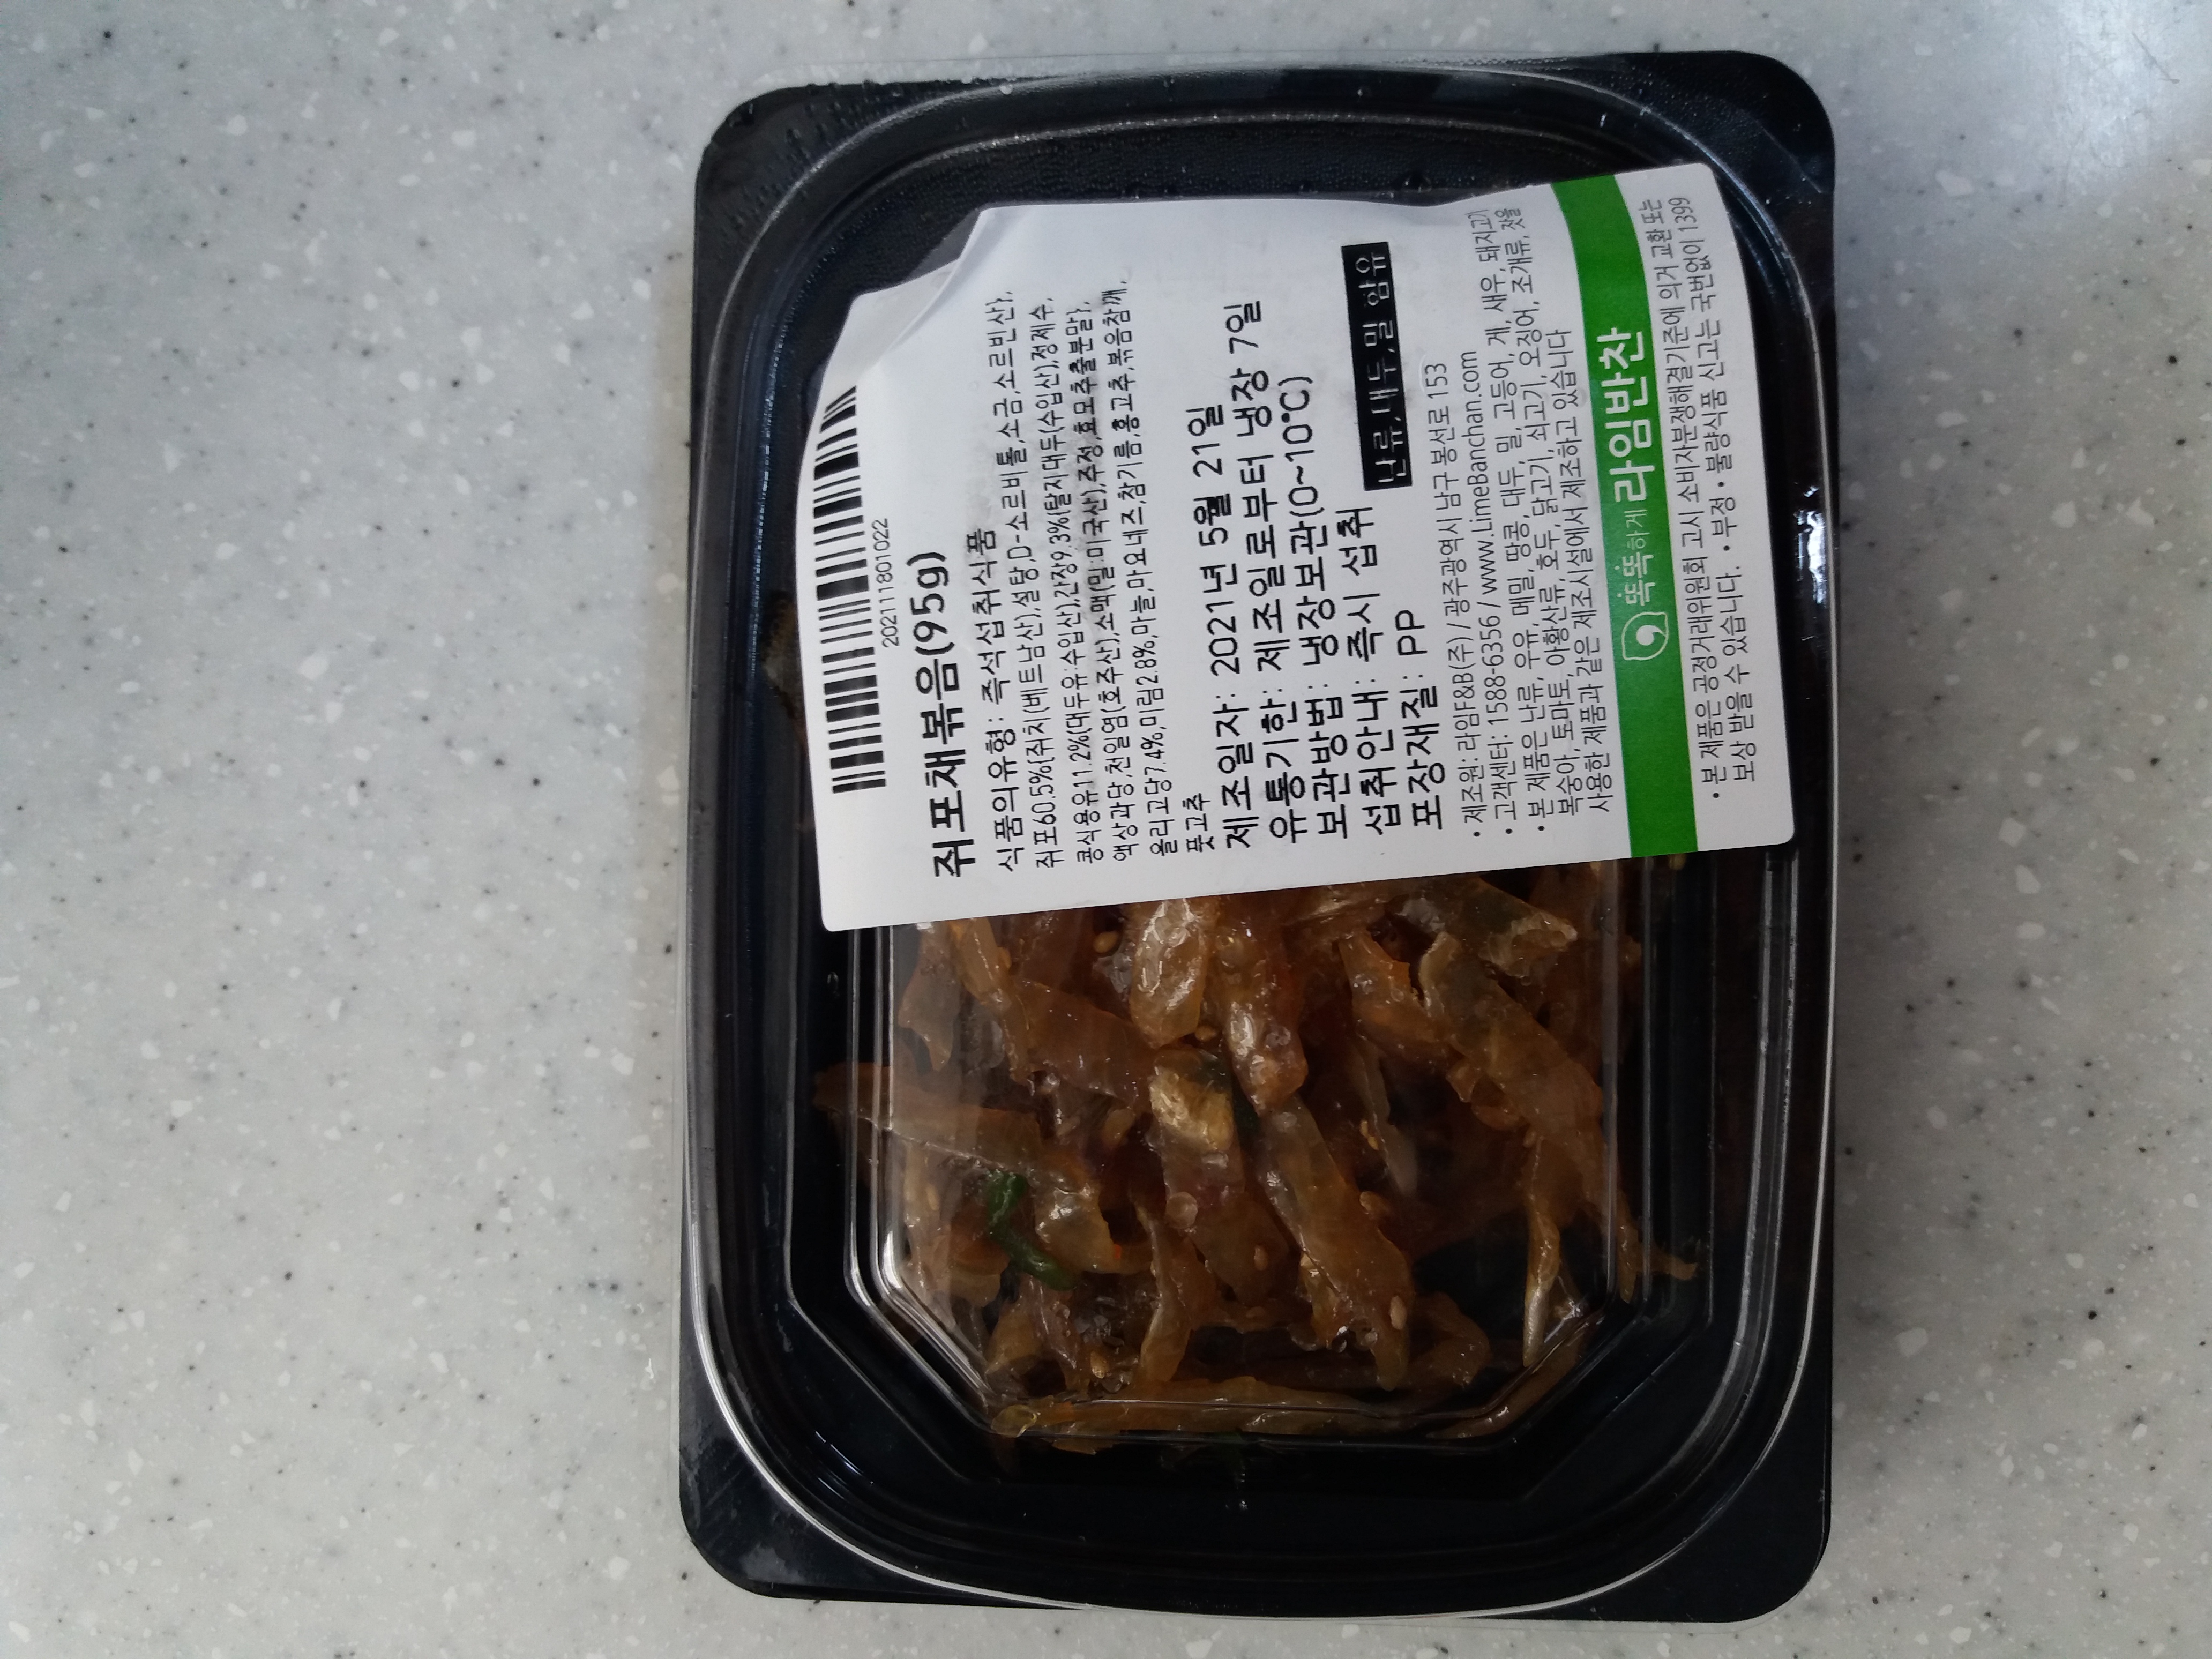 202111801022
쥐포채볶음(95g)
식품의유형: 즉석섭취식품
쥐포60.5%{쥐치(베트남산),설탕,D-소르비톨,소금,소르빈산},
콩식용유11.2%(대두유:수입산),간장9.3%{탈지대두(수입산),정제수,
액상과당,천일염(호주산),소맥(밀:미국산),주정,효모추출분말},
올리고당7.4%,미림2.8%,마늘,마요네즈,참기름,홍고추,볶음참깨,
풋고추
제조일자: 2021년 5월 21일
유통기한: 제조일로부터 냉장 7일
보관방법: 냉장보관(0~10℃)
섭취안내: 즉시 섭취
포장재질: PP
난류,대두,밀 함유
• 제조원: 라임F&B(주) / 광주광역시 남구 봉선로 153
• 고객센터: 1588-6356 / www.LimeBanchan.com
• 본 제품은 난류, 우유, 메밀, 땅콩, 대두, 밀, 고등어, 게, 새우, 돼지고기
복숭아, 토마토, 아황산류, 호두, 닭고기, 쇠고기, 오징어, 조개류, 잣을
사용한 제품과 같은 제조시설에서 제조하고 있습니다
똑똑하게 라임반찬
• 본 제품은 공정거래위원회 고시 소비자분쟁해결기준에 의거 교환 또는
보상 받을 수 있습니다. • 부정 • 불량식품 신고는 국번없이 1399